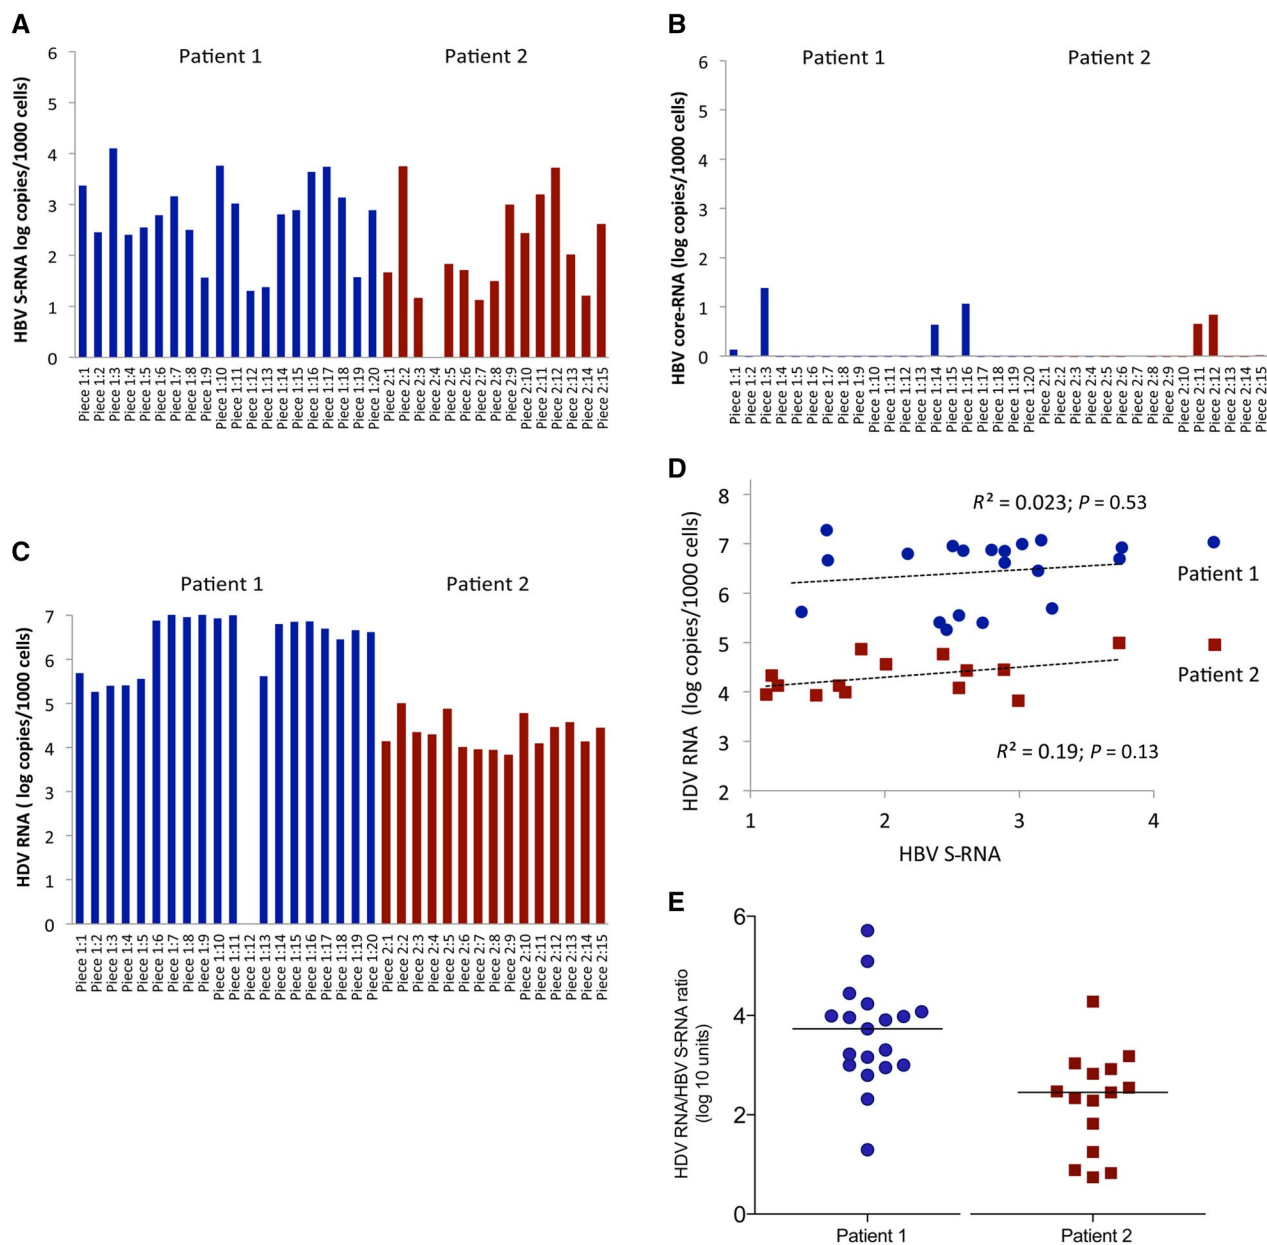 A
Patient 1
Patient 2
HBV S-RNA log copies/1000 cells)
6
5
4
3
2
1
0
Piece 1:1
Piece 1:2
Piece 1:3
Piece 1:4
Piece 1:5
Piece 1:6
Piece 1:7
Piece 1:8
Piece 1:9
Piece 1:10
Piece 1:11
Piece 1:12
Piece 1:13
Piece 1:14
Piece 1:15
Piece 1:16
Piece 1:17
Piece 1:18
Piece 1:19
Piece 1:20
Piece 2:1
Piece 2:2
Piece 2:3
Piece 2:4
Piece 2:5
Piece 2:6
Piece 2:7
Piece 2:8
Piece 2:9
Piece 2:10
Piece 2:11
Piece 2:12
Piece 2:13
Piece 2:14
Piece 2:15
B
Patient 1
Patient 2
HBV core-RNA (log copies/1000 cells)
6
5
4
3
2
1
0
Piece 1:1
Piece 1:3
Piece 1:4
Piece 1:5
Piece 1:6
Piece 1:7
Piece 1:8
Piece 1:9
Piece 1:10
Piece 1:11
Piece 1:12
Piece 1:13
Piece 1:14
Piece 1:15
Piece 1:16
Piece 1:17
Piece 1:18
Piece 1:19
Piece 1:20
Piece 2:1
Piece 2:2
Piece 2:3
Piece 2:4
Piece 2:5
Piece 2:6
Piece 2:7
Piece 2:8
Piece 2:9
Piece 2:10
Piece 2:11
Piece 2:12
Piece 2:13
Piece 2:14
Piece 2:15
C
Patient 1
Patient 2
HDV RNA ( log copies/1000 cells)
7
6
5
4
3
2
1
0
Piece 1:1
Piece 1:2
Piece 1:3
Piece 1:4
Piece 1:5
Piece 1:6
Piece 1:7
Piece 1:8
Piece 1:9
Piece 1:10
Piece 1:11
Piece 1:12
Piece 1:13
Piece 1:14
Piece 1:15
Piece 1:16
Piece 1:17
Piece 1:18
Piece 1:19
Piece 1:20
Piece 2:1
Piece 2:2
Piece 2:3
Piece 2:4
Piece 2:5
Piece 2:6
Piece 2:7
Piece 2:8
Piece 2:9
Piece 2:10
Piece 2:11
Piece 2:12
Piece 2:13
Piece 2:14
Piece 2:15
D
HDV RNA (log copies/1000 cells)
8
7
6
5
4
3
2
R² = 0.023; P = 0.53
Patient 1
Patient 2
R² = 0.19; P = 0.13
1
2
3
4
HBV S-RNA
E
HDV RNA/HBV S-RNA ratio
(log 10 units)
6
4
2
0
Patient 1
Patient 2